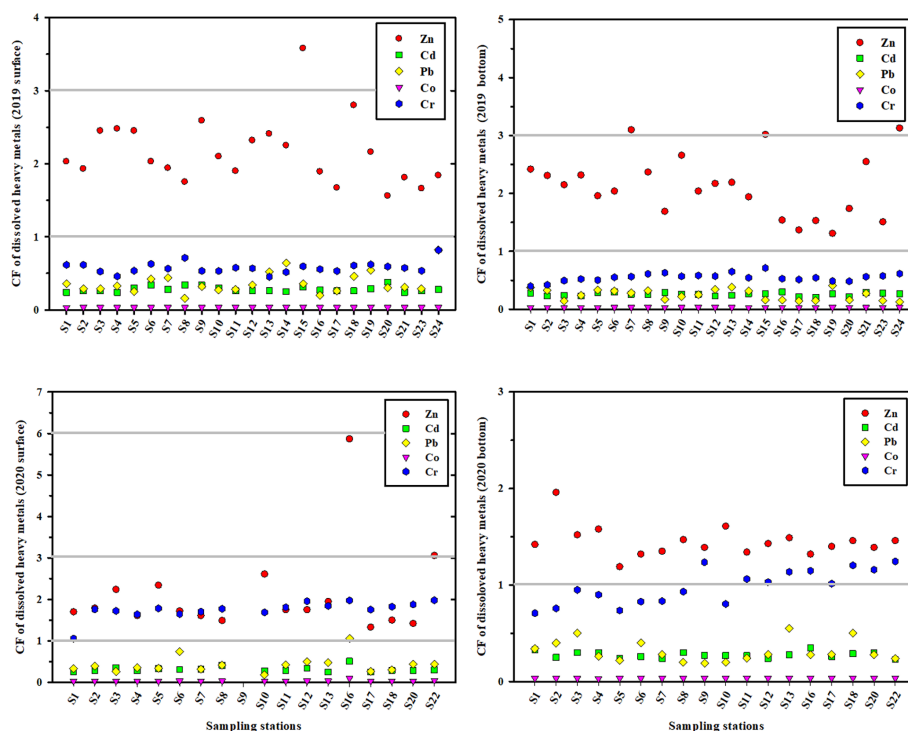 CF of dissolved heavy metals (2019 surface)
4
3
2
1
0
Zn
Cd
Pb
Co
Cr
S1
S2
S3
S4
S5
S6
S7
S8
S9
S10
S11
S12
S13
S14
S15
S16
S17
S18
S19
S20
S21
S23
S24
CF of dissolved heavy metals (2019 bottom)
5
4
3
2
1
0
Zn
Cd
Pb
Co
Cr
S1
S2
S3
S4
S5
S6
S7
S8
S9
S10
S11
S12
S13
S14
S15
S16
S17
S18
S19
S20
S21
S23
S24
CF of dissolved heavy metals (2020 surface)
7
6
5
4
3
2
1
0
Zn
Cd
Pb
Co
Cr
S1
S2
S3
S4
S5
S6
S7
S8
S9
S10
S11
S12
S13
S16
S17
S18
S20
S22
Sampling stations
CF of dissolved heavy metals (2020 bottom)
3
2
1
0
Zn
Cd
Pb
Co
Cr
S1
S2
S3
S4
S5
S6
S7
S8
S9
S10
S11
S12
S13
S16
S17
S18
S20
S22
Sampling stations